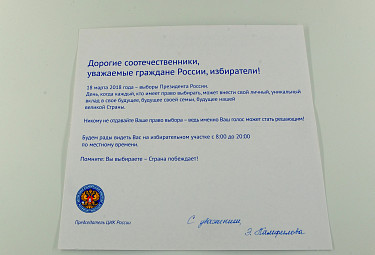 Дорогие соотечественники,
уважаемые граждане России, избиратели!
18 марта 2018 года – выборы Президента России.
День, когда каждый, кто имеет право выбирать, может внести свой личный, уникальный
вклад в свое будущее, будущее своей семьи, будущее нашей
великой Страны.
Никому не отдавайте Ваше право выбора – ведь именно Ваш голос может стать решающим!
Будем рады видеть Вас на избирательном участке с 8:00 до 20:00
по местному времени.
Помните: Вы выбираете – Страна побеждает!
Председатель ЦИК России
С уважением,
Э. Памфилова